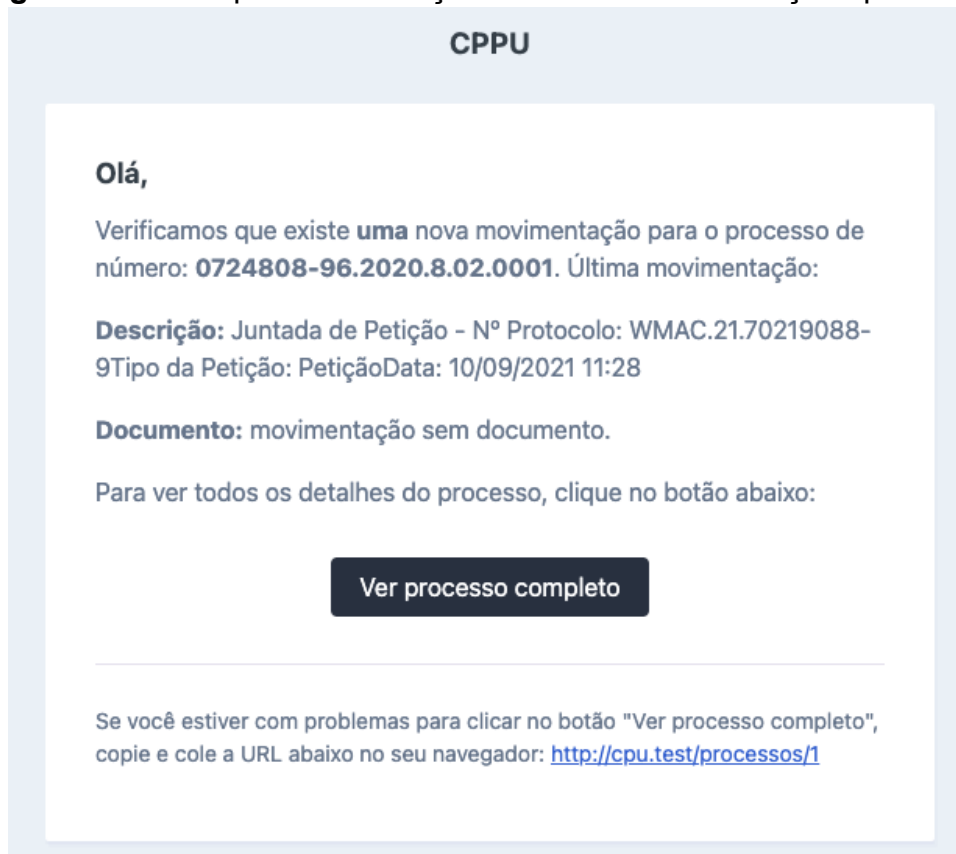 CPPU
Olá,
Verificamos que existe uma nova movimentação para o processo de
número: 0724808-96.2020.8.02.0001. Última movimentação:
Descrição: Juntada de Petição - Nº Protocolo: WMAC.21.70219088-
9Tipo da Petição: PetiçãoData: 10/09/2021 11:28
Documento: movimentação sem documento.
Para ver todos os detalhes do processo, clique no botão abaixo:
Ver processo completo
Se você estiver com problemas para clicar no botão "Ver processo completo",
copie e cole a URL abaixo no seu navegador: http://cpu.test/processos/1